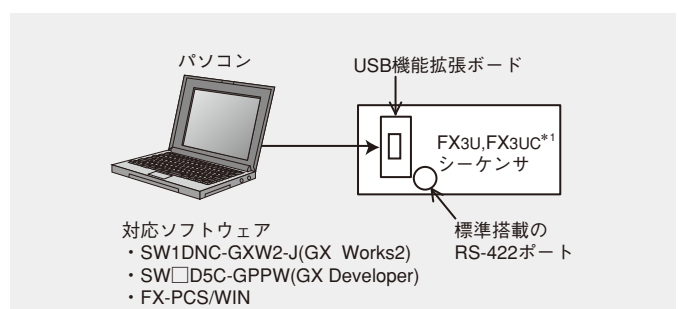 パソコン
USB機能拡張ボード
FX3U,FX3UC*1
シーケンサ
標準搭載の
RS-422ポート
対応ソフトウェア
・SW1DNC-GXW2-J(GX Works2)
・SW□D5C-GPPW(GX Developer)
・FX-PCS/WIN